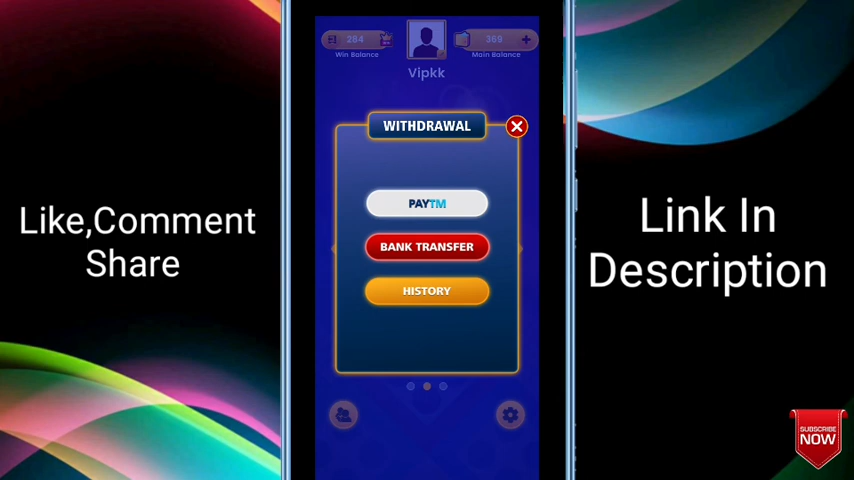 284
369
Win Balance
Main Balance
Vipkk
WITHDRAWAL
PAYTM
BANK TRANSFER
HISTORY
Like,Comment
Share
Link In
Description
SUBSCRIBE
NOW